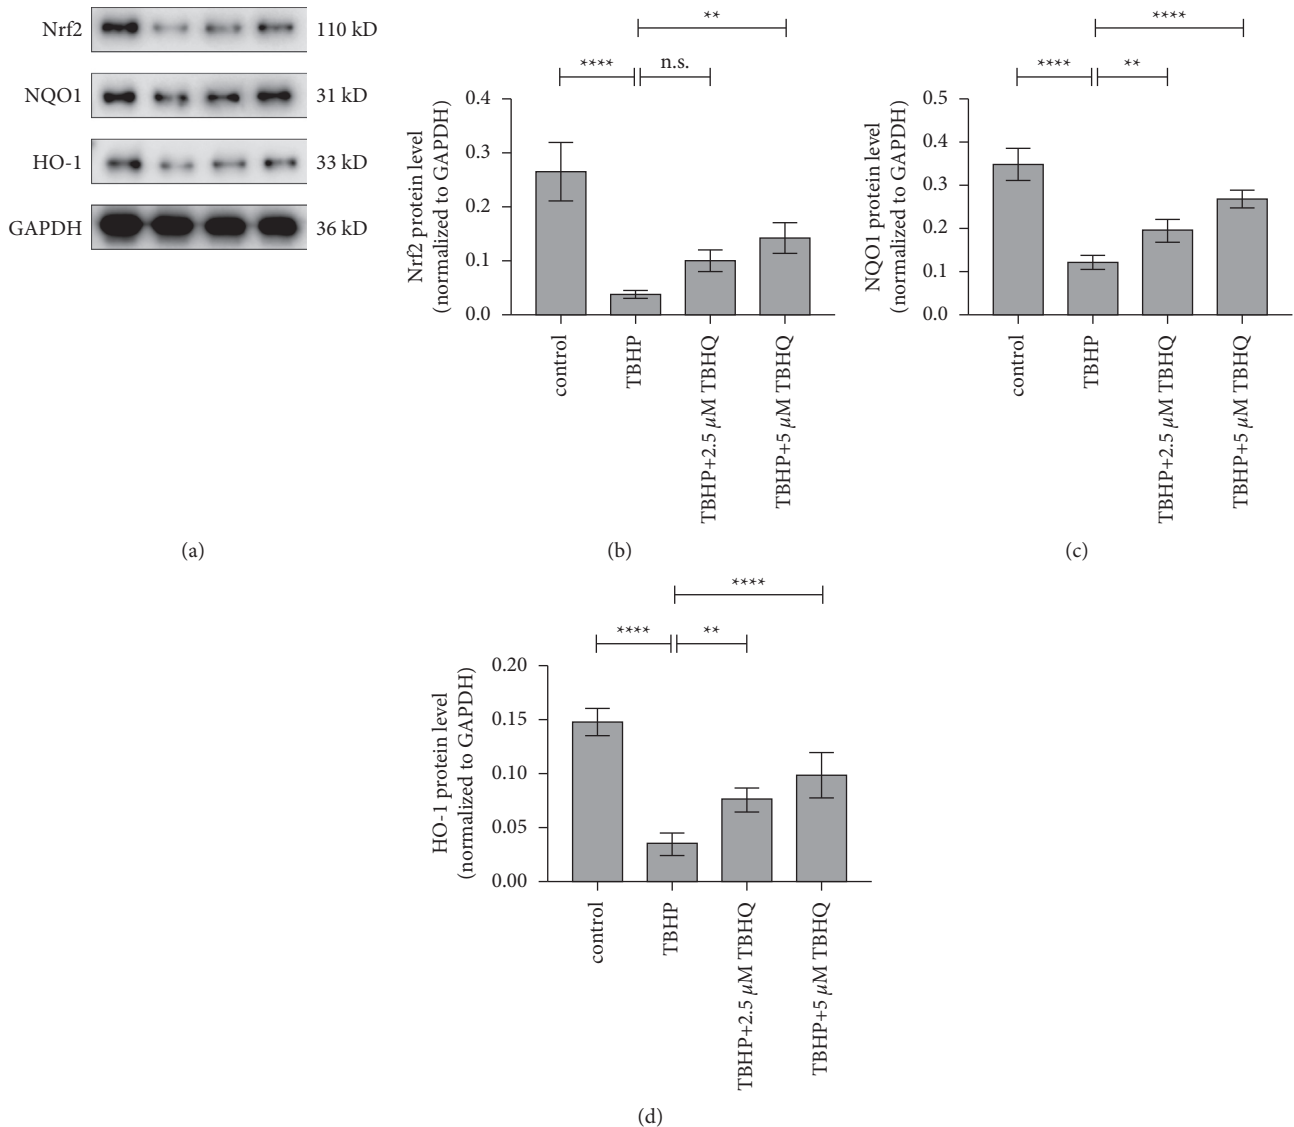 Nrf2
110 kD
NQO1
31 kD
HO-1
33 kD
GAPDH
36 kD
(a)
**
****
n.s.
Nrf2 protein level
(normalized to GAPDH)
0.4
0.3
0.2
0.1
0.0
control
TBHP
TBHP+2.5 μM TBHQ
TBHP+5 μM TBHQ
(b)
****
****
**
NQO1 protein level
(normalized to GAPDH)
0.5
0.4
0.3
0.2
0.1
0.0
control
TBHP
TBHP+2.5 μM TBHQ
TBHP+5 μM TBHQ
(c)
****
****
**
HO-1 protein level
(normalized to GAPDH)
0.20
0.15
0.10
0.05
0.00
control
TBHP
TBHP+2.5 μM TBHQ
TBHP+5 μM TBHQ
(d)